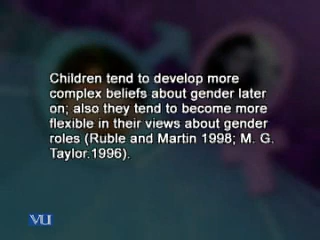 Children tend to develop more
complex beliefs about gender later
on; also they tend to become more
flexible in their views about gender
roles (Ruble and Martin 1998; M. G.
Taylor.1996).
VU